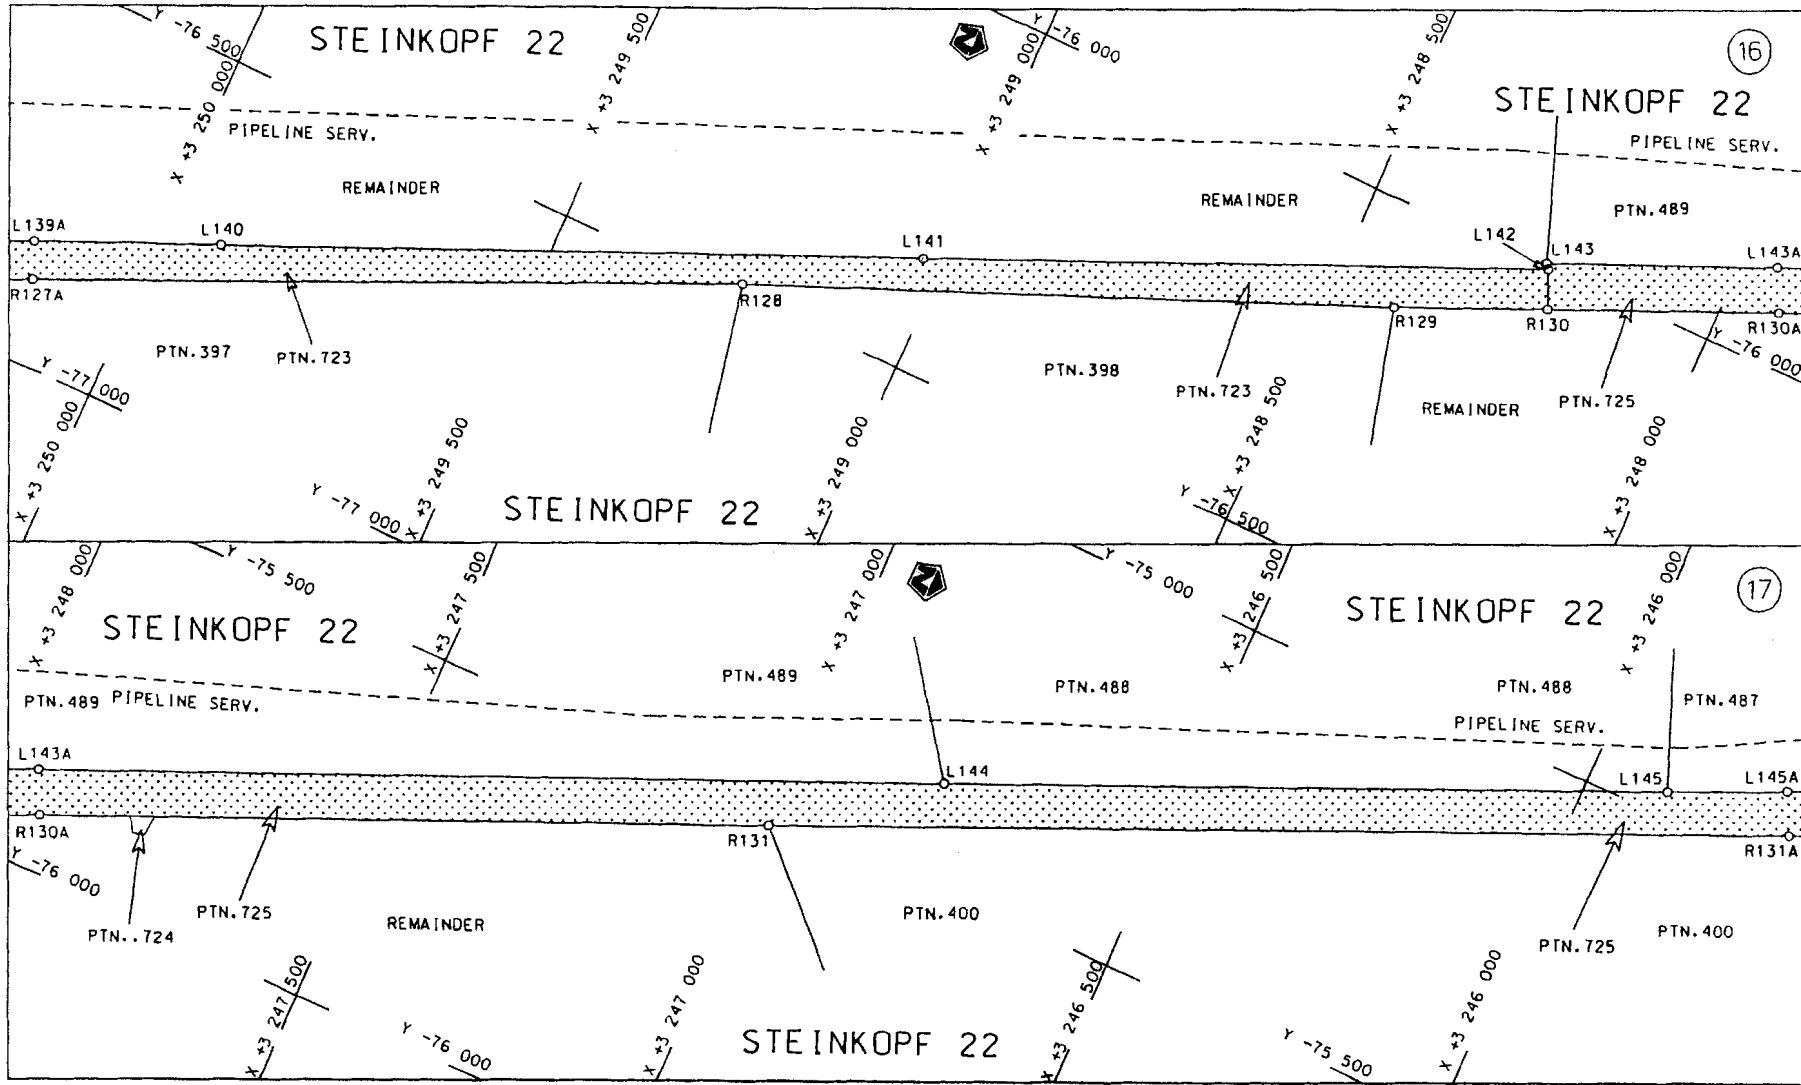 Y -76 500
STEINKOPF 22
X +3 250 000
X +3 249 500
N
X +3 249 000
Y -76 000
X +3 248 500
16
STEINKOPF 22
PIPELINE SERV.
PIPELINE SERV.
REMAINDER
REMAINDER
PTN.489
L139A
L140
L141
L142
L143
L143A
R127A
R128
R129
R130
R130A
PTN.397
PTN.723
PTN.398
PTN.723
REMAINDER
PTN.725
Y -76 000
Y -77 000
X +3 250 000
Y -77 000
X +3 249 500
STEINKOPF 22
X +3 249 000
Y -76 500
X +3 248 500
X +3 248 000
X +3 248 000
Y -75 500
X +3 247 500
N
X +3 247 000
Y -75 000
X +3 246 500
X +3 246 000
17
STEINKOPF 22
STEINKOPF 22
PTN.489
PIPELINE SERV.
PTN.489
PTN.488
PTN.488
PTN.487
PIPELINE SERV.
L143A
L144
L145
L145A
R130A
R131
R131A
Y -76 000
PTN..724
PTN.725
REMAINDER
PTN.400
PTN.725
PTN.400
X +3 247 500
Y -76 000
X +3 247 000
STEINKOPF 22
X +3 246 500
Y -75 500
X +3 246 000